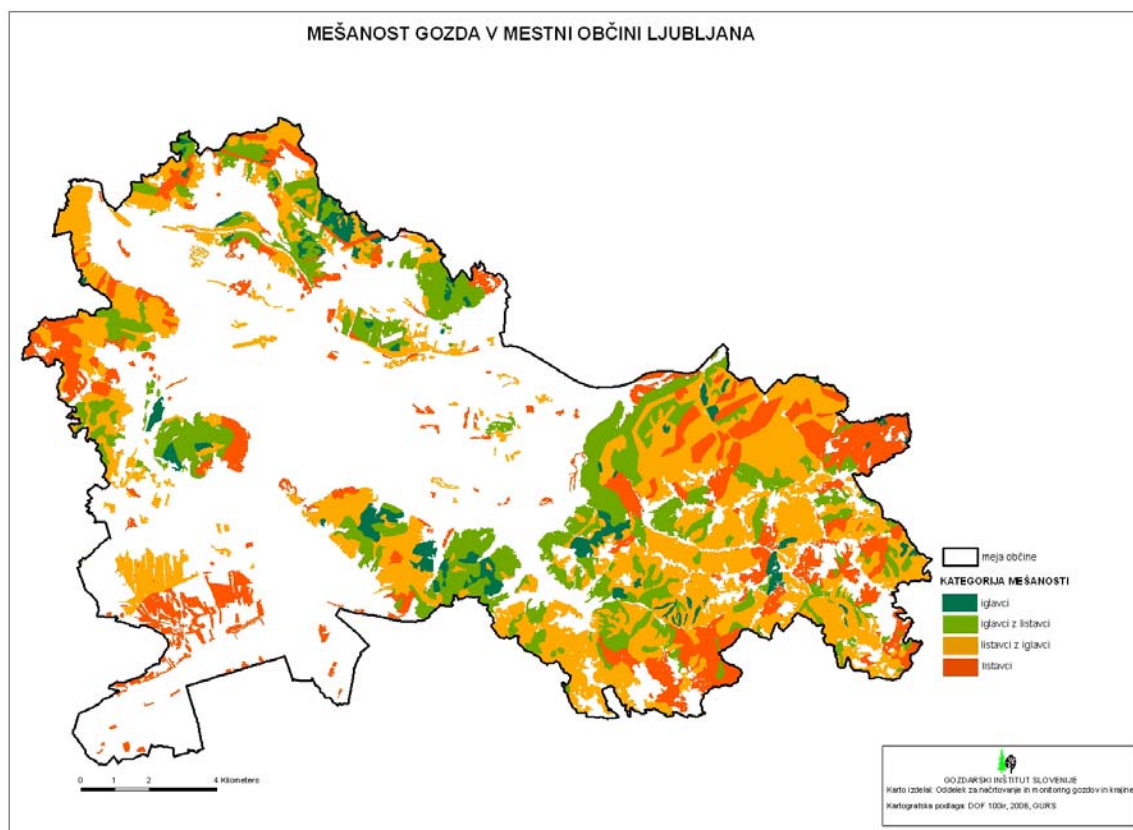 MEŠANOST GOZDA V MESTNI OBČINI LJUBLJANA
meja občine
KATEGORIJA MEŠANOSTI
iglavci
iglavci z listavci
listavci z iglavci
listavci
0 1 2 4 Kilometers
GOZDARSKI INŠTITUT SLOVENIJE
Karto izdelal: Oddelek za načrtovanje in monitoring gozdov in krajine
Kartografska podlaga: DOF 100kr, 2006, GURS